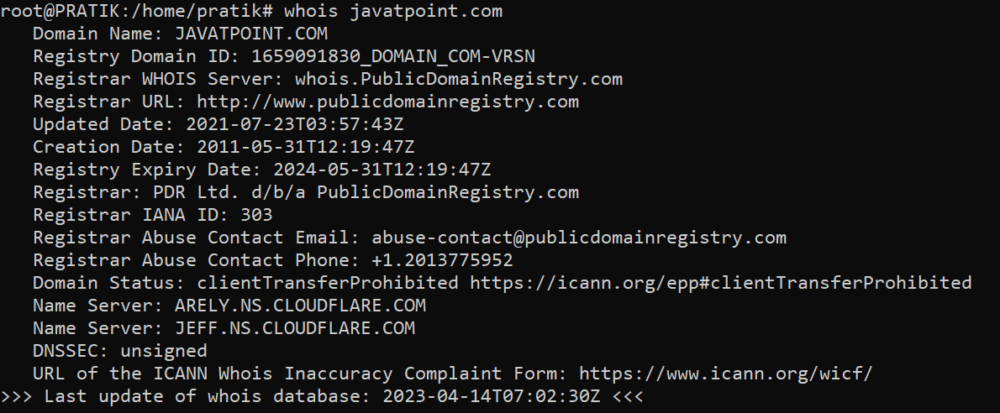 root@PRATIK:/home/pratik# whois javatpoint.com
Domain Name: JAVATPOINT.COM
Registry Domain ID: 1659091830_DOMAIN_COM-VRSN
Registrar WHOIS Server: whois.PublicDomainRegistry.com
Registrar URL: http://www.publicdomainregistry.com
Updated Date: 2021-07-23T03:57:43Z
Creation Date: 2011-05-31T12:19:47Z
Registry Expiry Date: 2024-05-31T12:19:47Z
Registrar: PDR Ltd. d/b/a PublicDomainRegistry.com
Registrar IANA ID: 303
Registrar Abuse Contact Email: abuse-contact@publicdomainregistry.com
Registrar Abuse Contact Phone: +1.2013775952
Domain Status: clientTransferProhibited https://icann.org/epp#clientTransferProhibited
Name Server: ARELY.NS.CLOUDFLARE.COM
Name Server: JEFF.NS.CLOUDFLARE.COM
DNSSEC: unsigned
URL of the ICANN Whois Inaccuracy Complaint Form: https://www.icann.org/wicf/
>>> Last update of whois database: 2023-04-14T07:02:30Z <<<